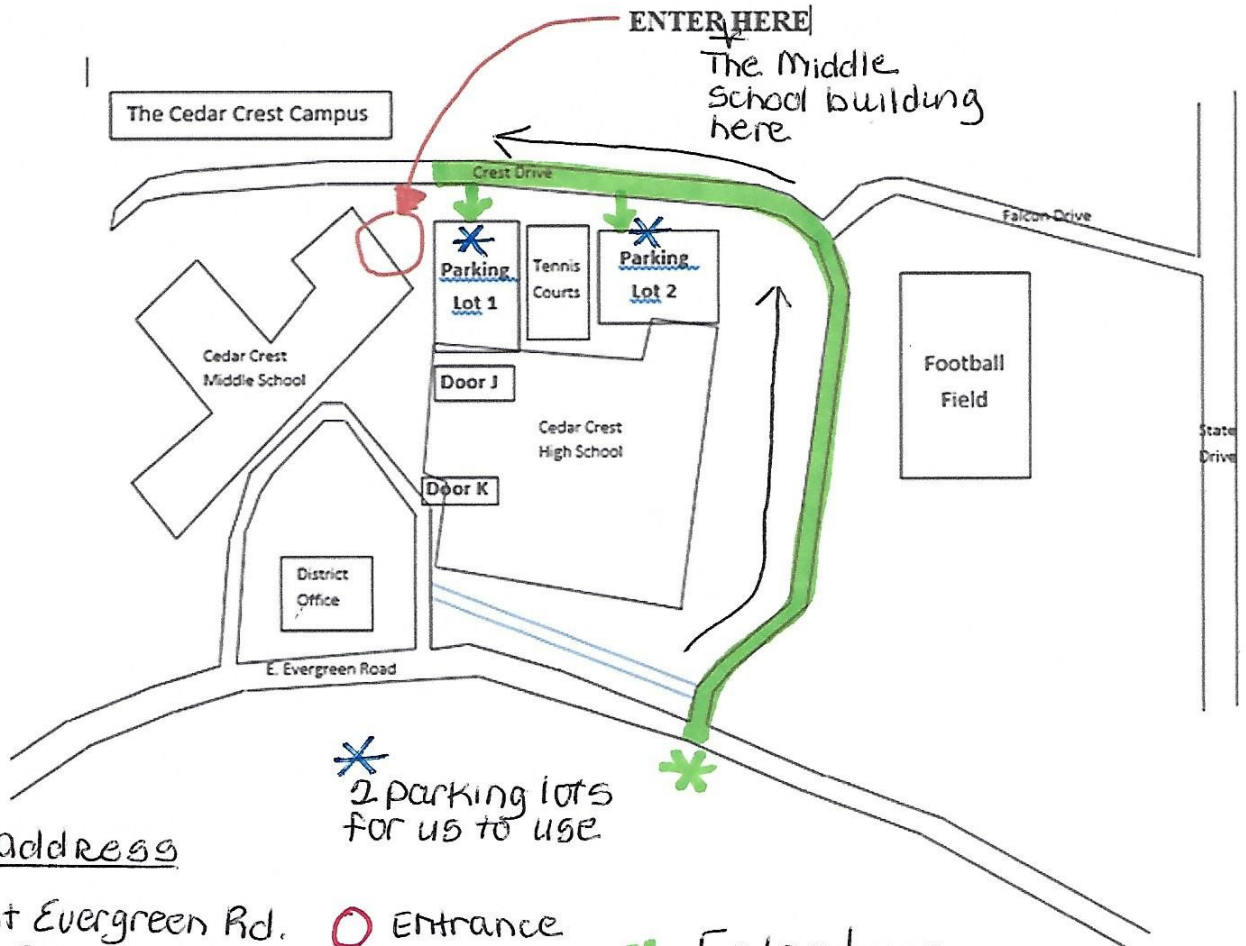 ENTER HERE
The Middle
School building
here
The Cedar Crest Campus
Crest Drive
Falcon Drive
Parking
Lot 1
Tennis
Courts
Parking
Lot 2
Cedar Crest
Middle School
Door J
Football
Field
Cedar Crest
High School
State
Drive
Door K
District
Office
E. Evergreen Road
2 parking lots
for us to use
address
Evergreen Rd.
Entrance